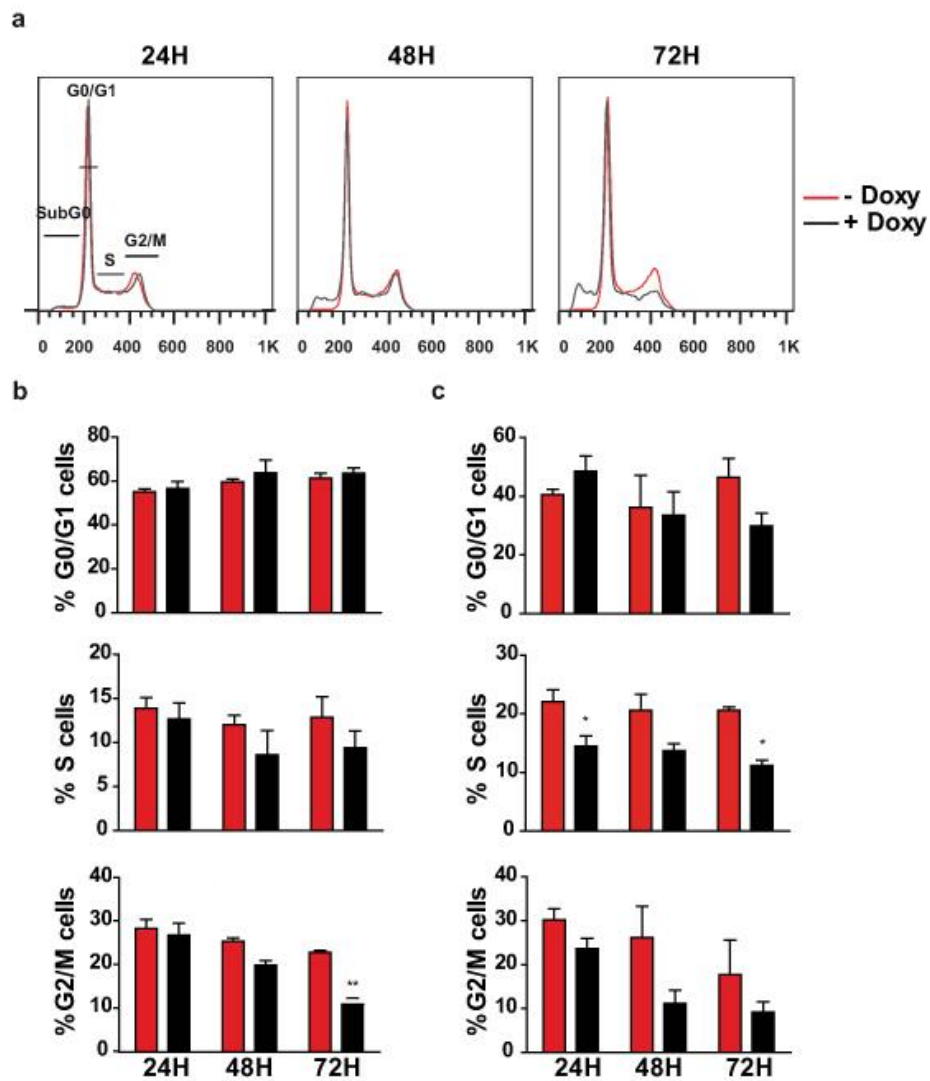 a
24H 48H 72H
G0/G1
SubG0
G2/M
S
- Doxy
+ Doxy
0 200 400 600 800 1K 0 200 400 600 800 1K 0 200 400 600 800 1K
b c
% G0/G1 cells
80
60
40
20
0
% G0/G1 cells
60
40
20
0
% S cells
20
15
10
5
0
% S cells
30
20
10
0
*
*
%G2/M cells
40
30
20
10
0
**
24H 48H 72H
%G2/M cells
40
30
20
10
0
24H 48H 72H